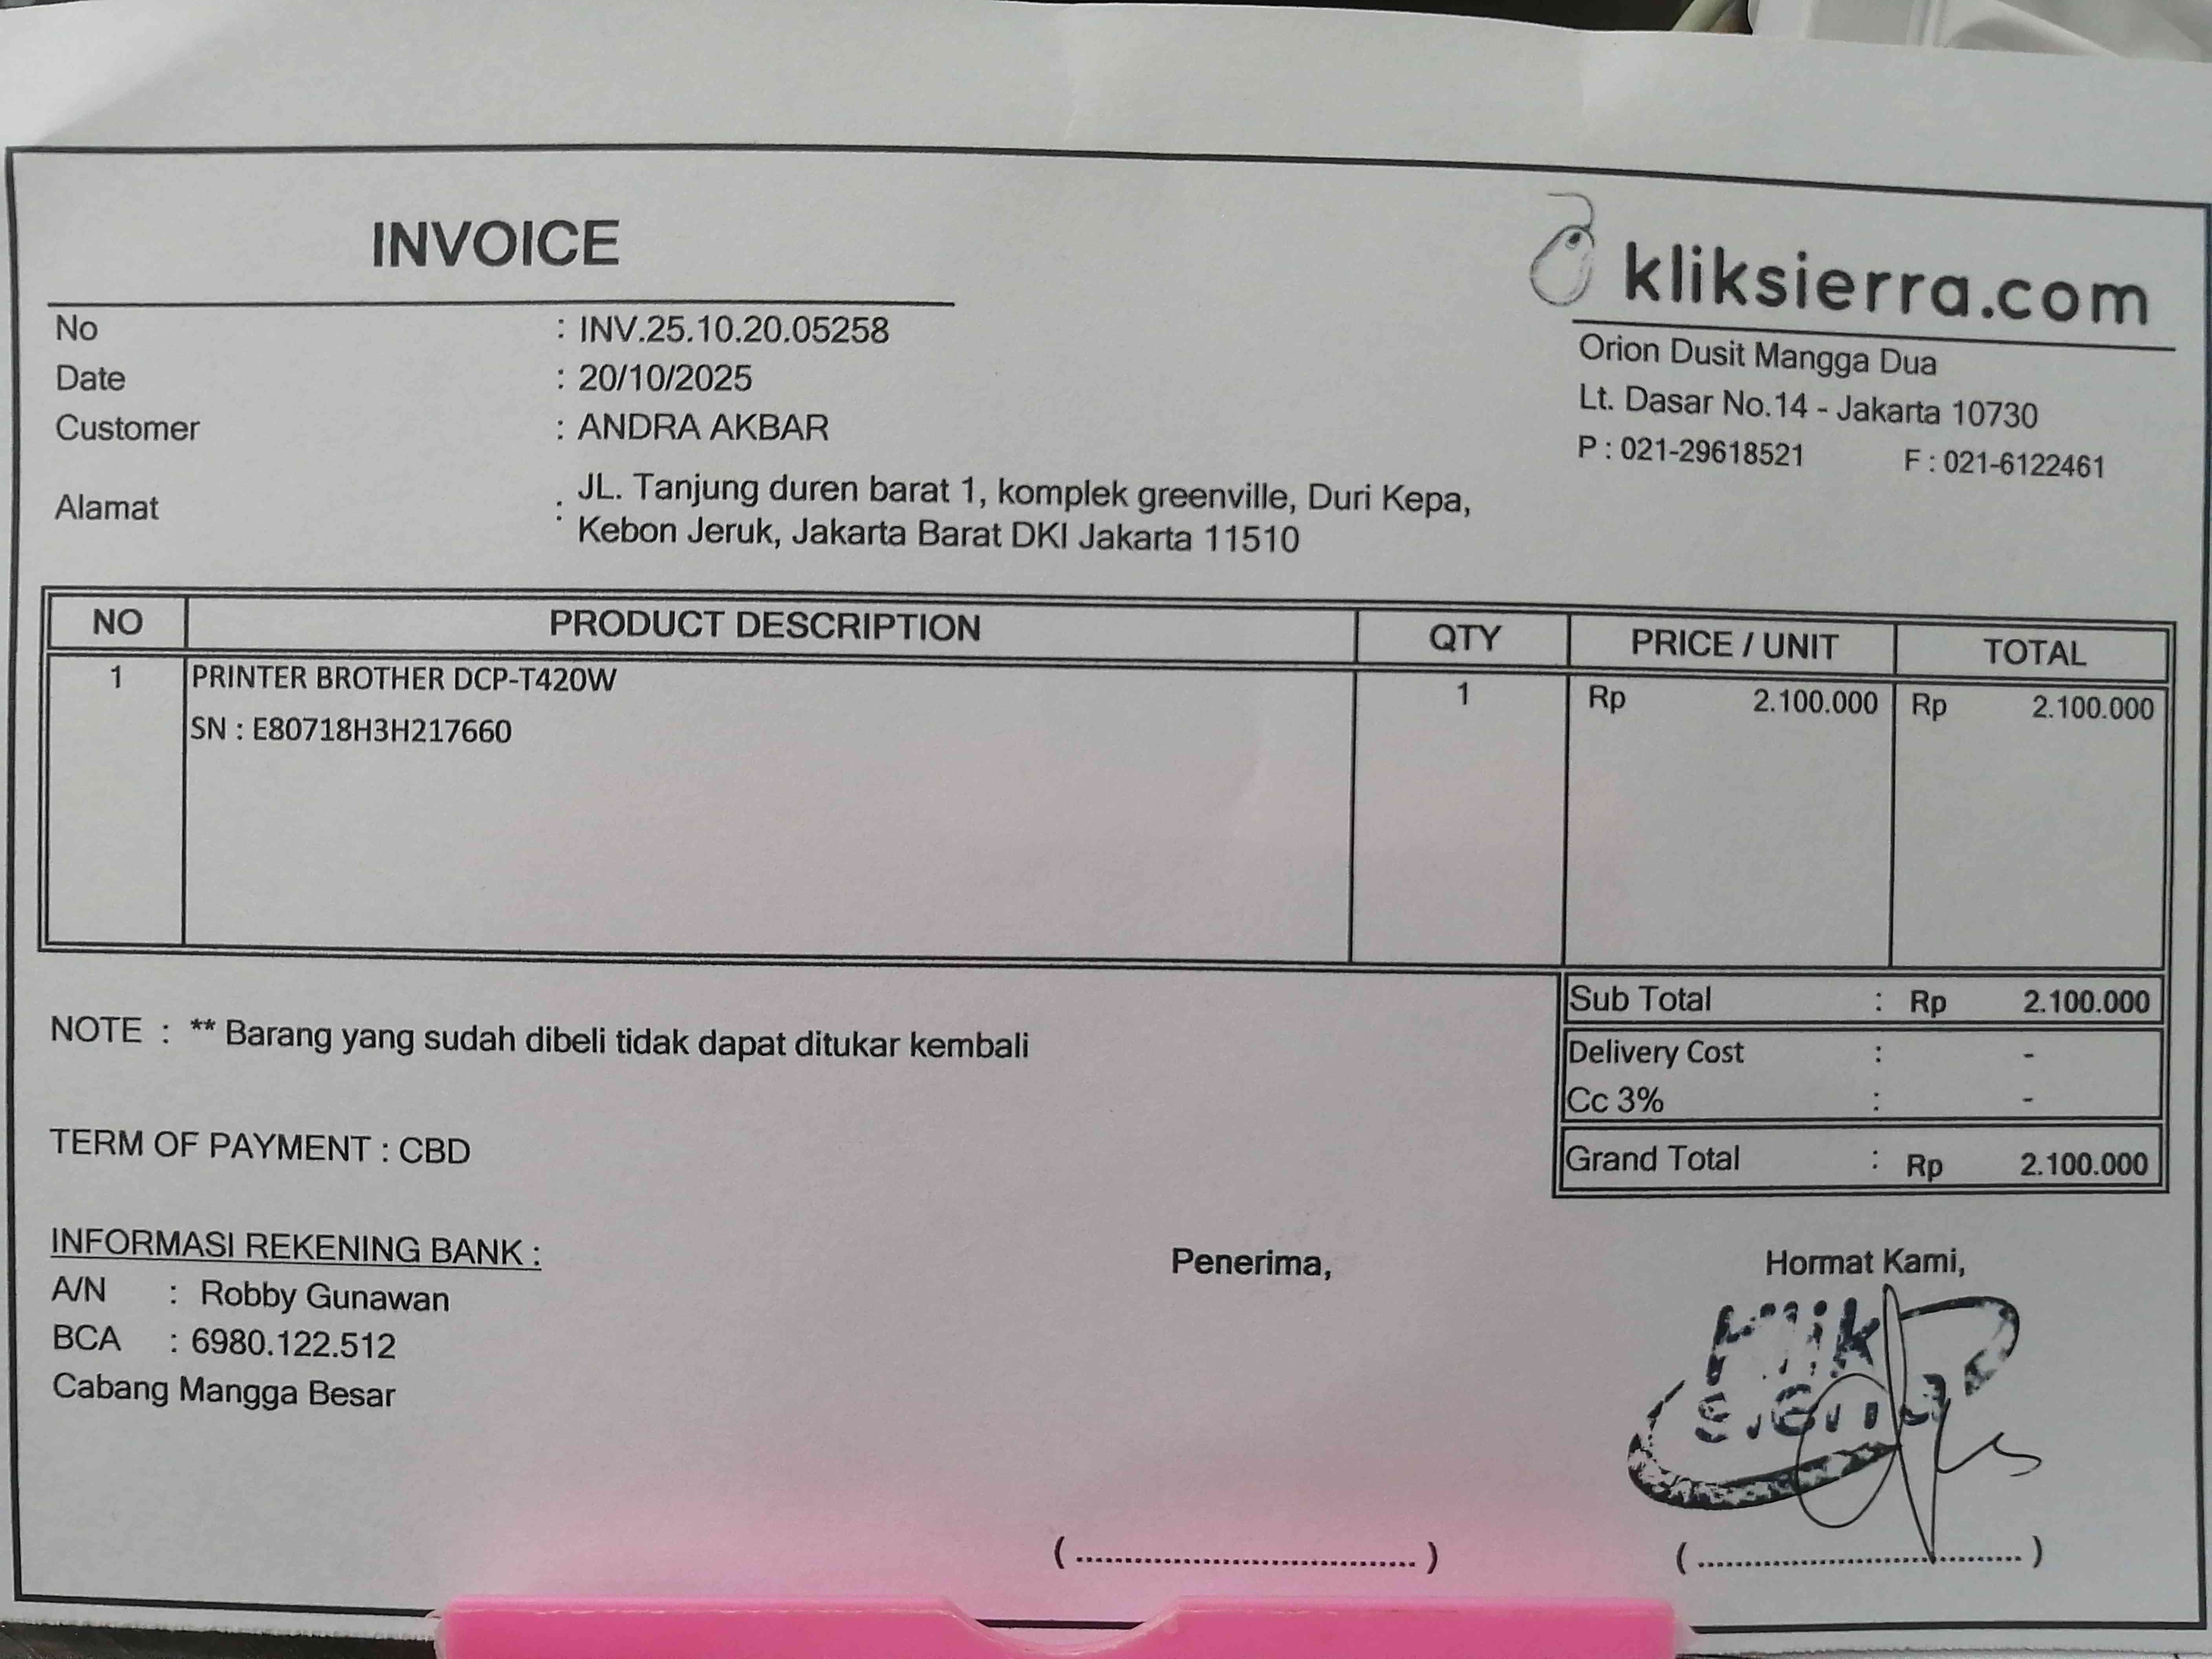 INVOICE
kliksierra.com
No : INV.25.10.20.05258
Date : 20/10/2025
Customer : ANDRA AKBAR
Alamat : JL. Tanjung duren barat 1, komplek greenville, Duri Kepa,
Kebon Jeruk, Jakarta Barat DKI Jakarta 11510
Orion Dusit Mangga Dua
Lt. Dasar No.14 - Jakarta 10730
P : 021-29618521 F : 021-6122461
NO PRODUCT DESCRIPTION QTY PRICE / UNIT TOTAL
1 PRINTER BROTHER DCP-T420W 1 Rp 2.100.000 Rp 2.100.000
SN : E80718H3H217660
Sub Total : Rp 2.100.000
Delivery Cost : -
Cc 3% : -
Grand Total : Rp 2.100.000
NOTE : ** Barang yang sudah dibeli tidak dapat ditukar kembali
TERM OF PAYMENT : CBD
INFORMASI REKENING BANK :
A/N : Robby Gunawan
BCA : 6980.122.512
Cabang Mangga Besar
Penerima,
Hormat Kami,
Klik
( .................................... )
( .................................... )